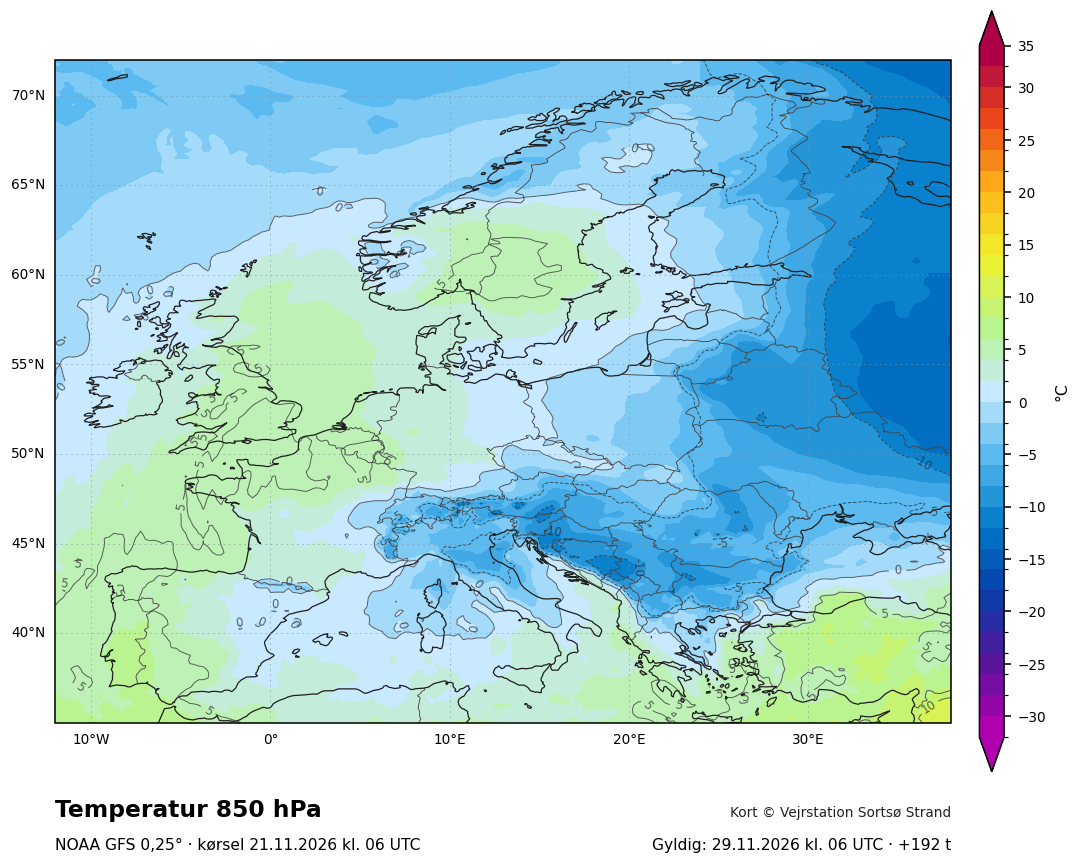 70°N
65°N
60°N
55°N
50°N
45°N
40°N
10°W
0°
10°E
20°E
30°E
35
30
25
20
15
10
5
0
−5
−10
−15
−20
−25
−30
°C
Temperatur 850 hPa
Kort © Vejrstation Sortsø Strand
NOAA GFS 0,25° · kørsel 21.11.2026 kl. 06 UTC
Gyldig: 29.11.2026 kl. 06 UTC · +192 t